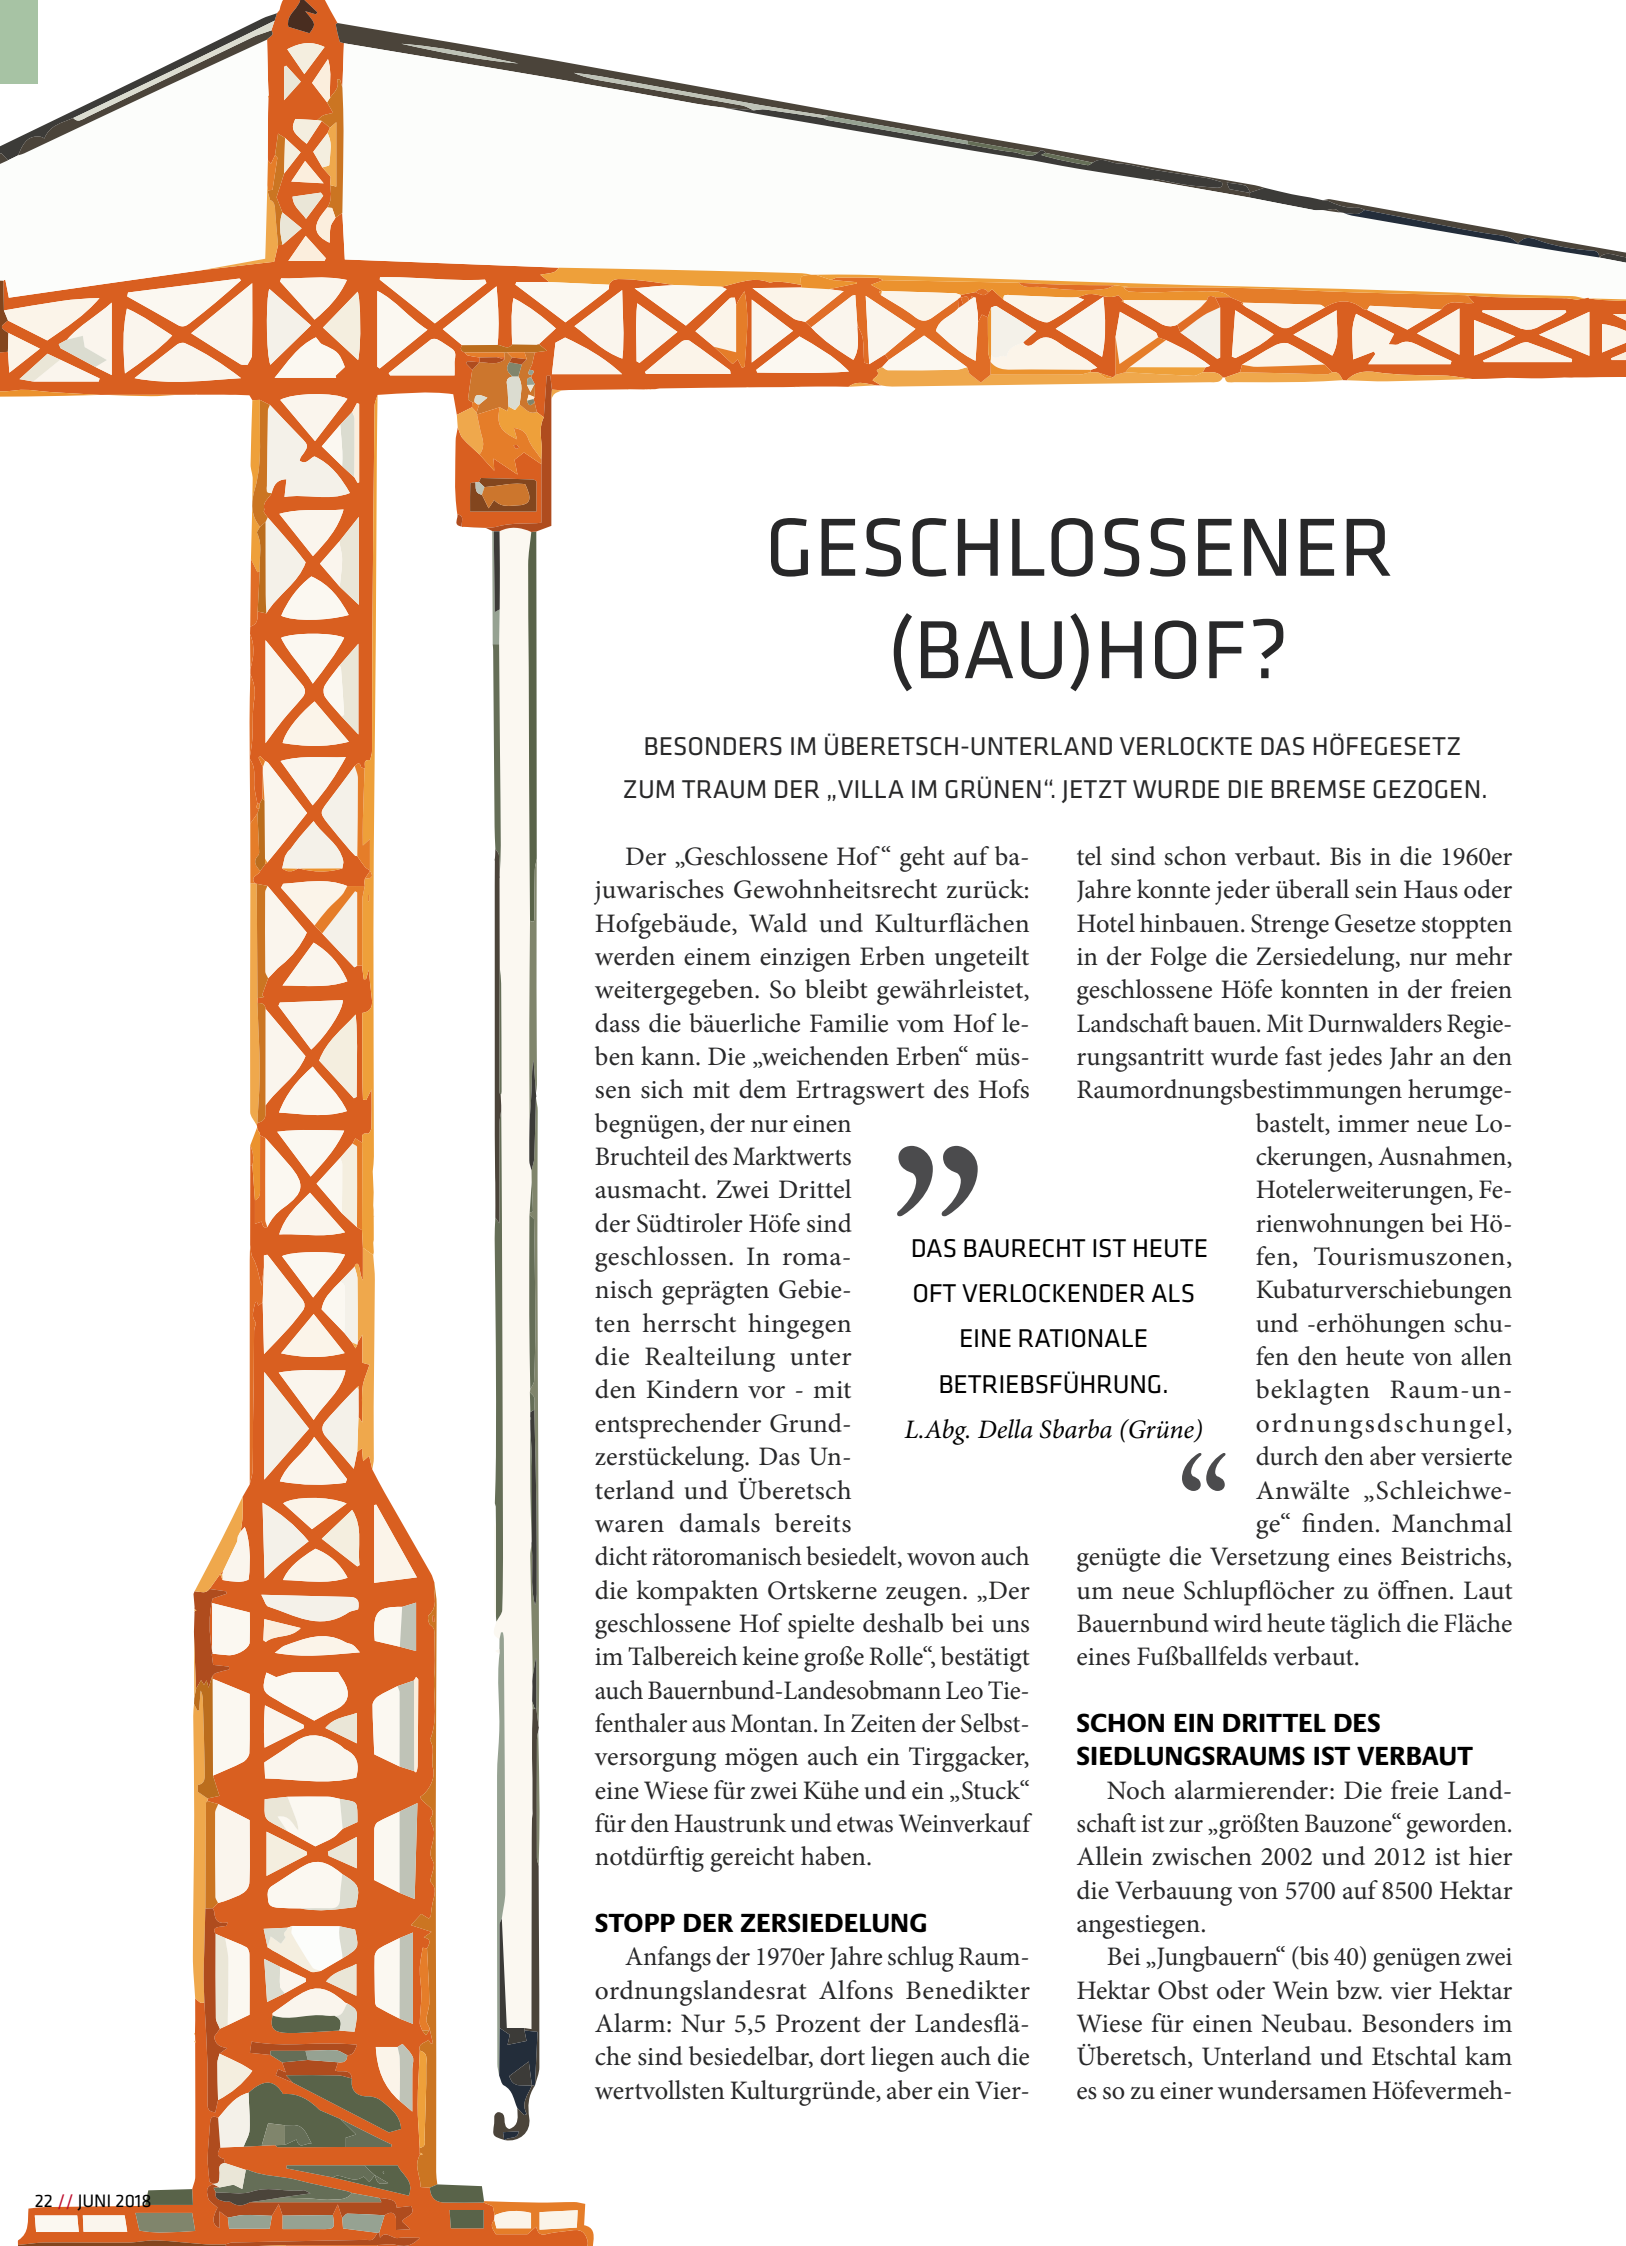 GESCHLOSSENER
(BAU)HOF?
BESONDERS IM ÜBERETSCH-UNTERLAND VERLOCKTE DAS HÖFEGESETZ
ZUM TRAUM DER „VILLA IM GRÜNEN“. JETZT WURDE DIE BREMSE GEZOGEN.
Der „Geschlossene Hof“ geht auf ba-
juwarisches Gewohnheitsrecht zurück:
Hofgebäude, Wald und Kulturflächen
werden einem einzigen Erben ungeteilt
weitergegeben. So bleibt gewährleistet,
dass die bäuerliche Familie vom Hof le-
ben kann. Die „weichenden Erben“ müs-
sen sich mit dem Ertragswert des Hofs
begnügen, der nur einen
Bruchteil des Marktwerts
ausmacht. Zwei Drittel
der Südtiroler Höfe sind
geschlossen. In roma-
nisch geprägten Gebie-
ten herrscht hingegen
die Realteilung unter
den Kindern vor - mit
entsprechender Grund-
zerstückelung. Das Un-
terland und Überetsch
waren damals bereits
dicht rätoromanisch besiedelt, wovon auch
die kompakten Ortskerne zeugen. „Der
geschlossene Hof spielte deshalb bei uns
im Talbereich keine große Rolle“, bestätigt
auch Bauernbund-Landesobmann Leo Tie-
fenthaler aus Montan. In Zeiten der Selbst-
versorgung mögen auch ein Tirggacker,
eine Wiese für zwei Kühe und ein „Stuck“
für den Haustrunk und etwas Weinverkauf
notdürftig gereicht haben.
STOPP DER ZERSIEDELUNG
Anfangs der 1970er Jahre schlug Raum-
ordnungslandesrat Alfons Benedikter
Alarm: Nur 5,5 Prozent der Landesflä-
che sind besiedelbar, dort liegen auch die
wertvollsten Kulturgründe, aber ein Vier-
tel sind schon verbaut. Bis in die 1960er
Jahre konnte jeder überall sein Haus oder
Hotel hinbauen. Strenge Gesetze stoppten
in der Folge die Zersiedelung, nur mehr
geschlossene Höfe konnten in der freien
Landschaft bauen. Mit Durnwalders Regie-
rungsantritt wurde fast jedes Jahr an den
Raumordnungsbestimmungen herumge-
bastelt, immer neue Lo-
ckerungen, Ausnahmen,
Hotelerweiterungen, Fe-
rienwohnungen bei Hö-
fen, Tourismuszonen,
Kubaturverschiebungen
und -erhöhungen schu-
fen den heute von allen
beklagten Raum-un-
ordnungsdschungel,
durch den aber versierte
Anwälte „Schleichwe-
ge“ finden. Manchmal
genügte die Versetzung eines Beistrichs,
um neue Schlupflöcher zu öffnen. Laut
Bauernbund wird heute täglich die Fläche
eines Fußballfelds verbaut.
SCHON EIN DRITTEL DES
SIEDLUNGSRAUMS IST VERBAUT
Noch alarmierender: Die freie Land-
schaft ist zur „größten Bauzone“ geworden.
Allein zwischen 2002 und 2012 ist hier
die Verbauung von 5700 auf 8500 Hektar
angestiegen.
Bei „Jungbauern“ (bis 40) genügen zwei
Hektar Obst oder Wein bzw. vier Hektar
Wiese für einen Neubau. Besonders im
Überetsch, Unterland und Etschtal kam
es so zu einer wundersamen Höfevermeh-
”
DAS BAURECHT IST HEUTE
OFT VERLOCKENDER ALS
EINE RATIONALE
BETRIEBSFÜHRUNG.
L.Abg. Della Sbarba (Grüne)
“
22 // JUNI 2018